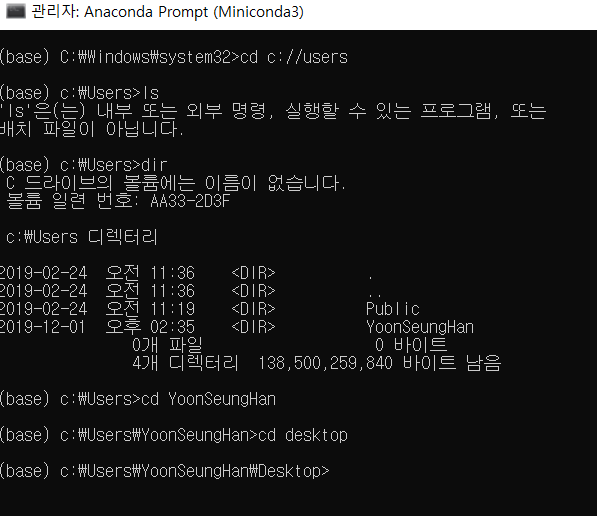 관리자: Anaconda Prompt (Miniconda3)
(base) C:₩Windows₩system32>cd c://users
(base) c:₩Users>ls
'ls'은(는) 내부 또는 외부 명령, 실행할 수 있는 프로그램, 또는
배치 파일이 아닙니다.
(base) c:₩Users>dir
C 드라이브의 볼륨에는 이름이 없습니다.
볼륨 일련 번호: AA33-2D3F
c:₩Users 디렉터리
2019-02-24 오전 11:36 <DIR> .
2019-02-24 오전 11:36 <DIR> ..
2019-02-24 오전 11:19 <DIR> Public
2019-12-01 오후 02:35 <DIR> YoonSeungHan
0개 파일 0 바이트
4개 디렉터리 138,500,259,840 바이트 남음
(base) c:₩Users>cd YoonSeungHan
(base) c:₩Users₩YoonSeungHan>cd desktop
(base) c:₩Users₩YoonSeungHan₩Desktop>